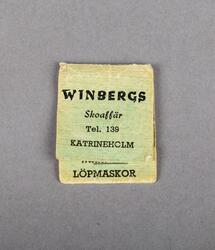 WINBERGS
Skoaffär
Tel. 139
KATRINEHOLM
LÖPMASKOR